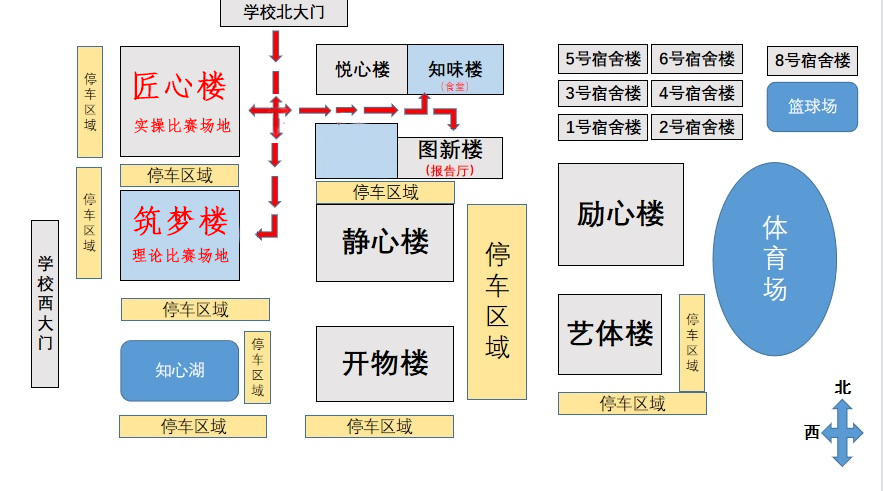 学校北大门
停车区域
匠心楼
实操比赛场地
悦心楼
知味楼
(食堂)
5号宿舍楼
6号宿舍楼
8号宿舍楼
3号宿舍楼
4号宿舍楼
篮球场
1号宿舍楼
2号宿舍楼
图新楼
(报告厅)
停车区域
停车区域
停车区域
筑梦楼
理论比赛场地
静心楼
停车区域
励心楼
体育场
学校西大门
停车区域
知心湖
停车区域
开物楼
艺体楼
停车区域
停车区域
停车区域
停车区域
北
西